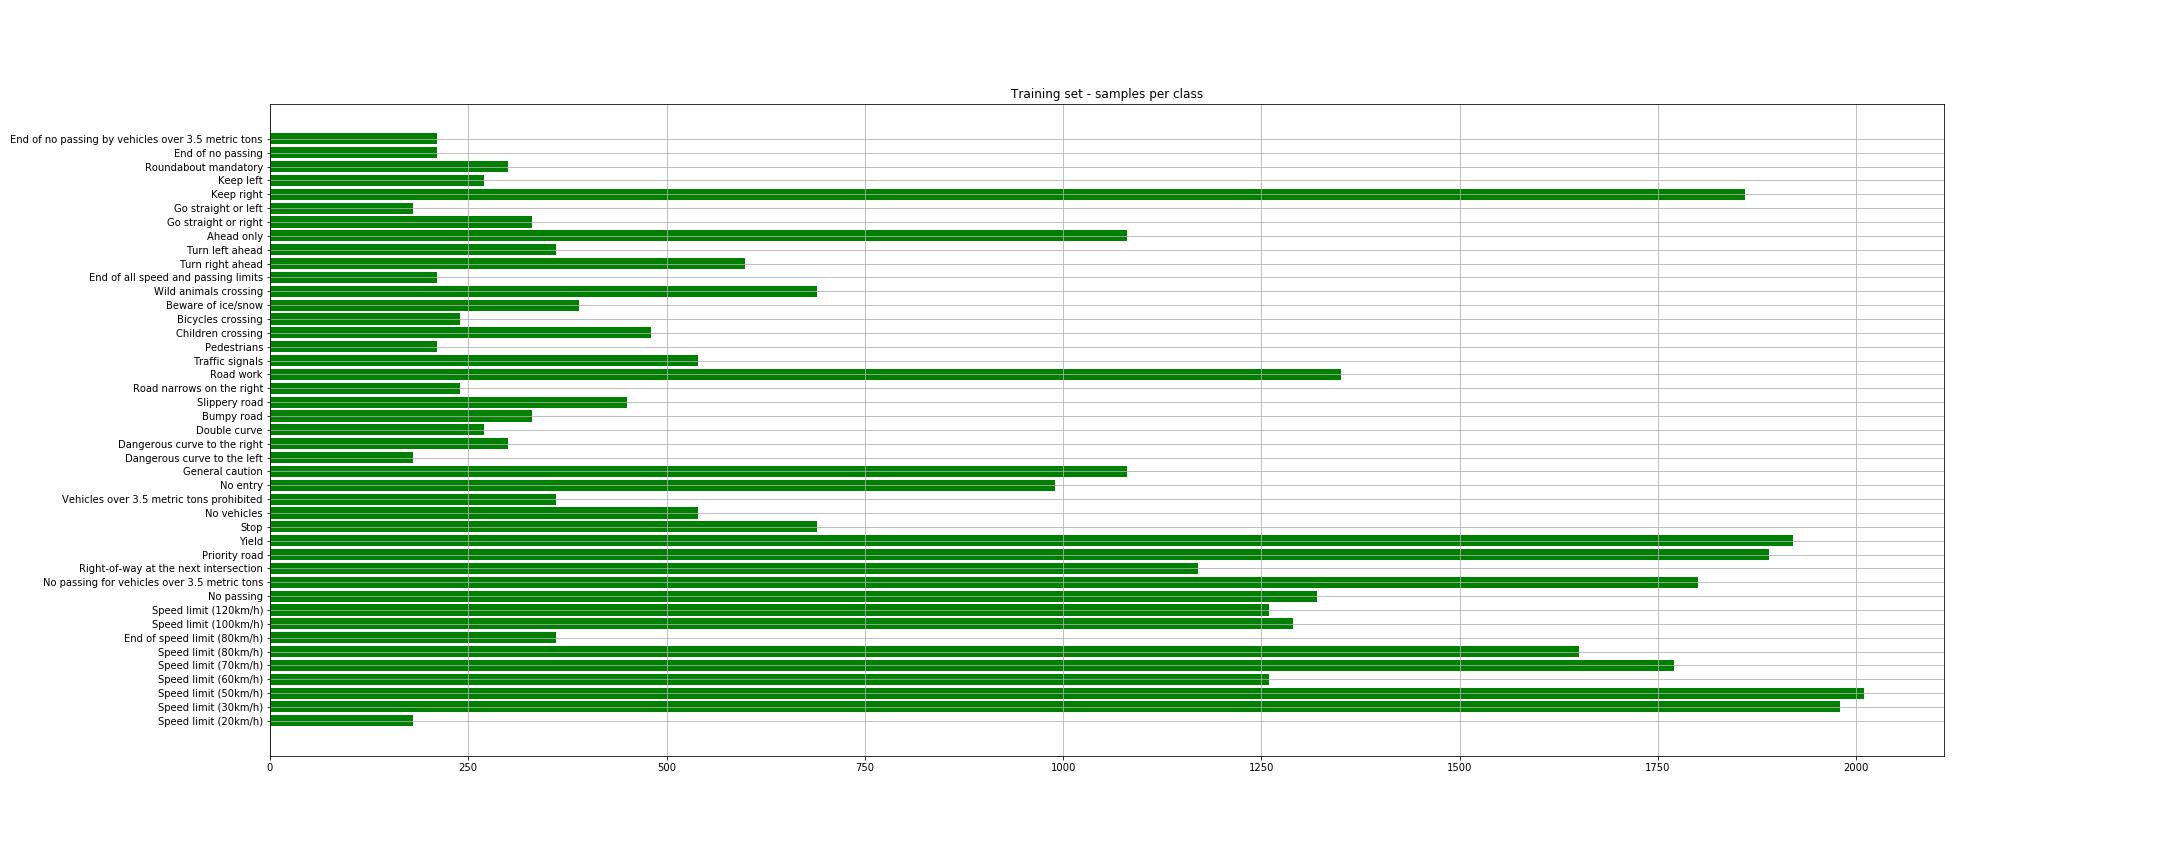 Training set - samples per class
End of no passing by vehicles over 3.5 metric tons
End of no passing
Roundabout mandatory
Keep left
Keep right
Go straight or left
Go straight or right
Ahead only
Turn left ahead
Turn right ahead
End of all speed and passing limits
Wild animals crossing
Beware of ice/snow
Bicycles crossing
Children crossing
Pedestrians
Traffic signals
Road work
Road narrows on the right
Slippery road
Bumpy road
Double curve
Dangerous curve to the right
Dangerous curve to the left
General caution
No entry
Vehicles over 3.5 metric tons prohibited
No vehicles
Stop
Yield
Priority road
Right-of-way at the next intersection
No passing for vehicles over 3.5 metric tons
No passing
Speed limit (120km/h)
Speed limit (100km/h)
End of speed limit (80km/h)
Speed limit (80km/h)
Speed limit (70km/h)
Speed limit (60km/h)
Speed limit (50km/h)
Speed limit (30km/h)
Speed limit (20km/h)
0 250 500 750 1000 1250 1500 1750 2000